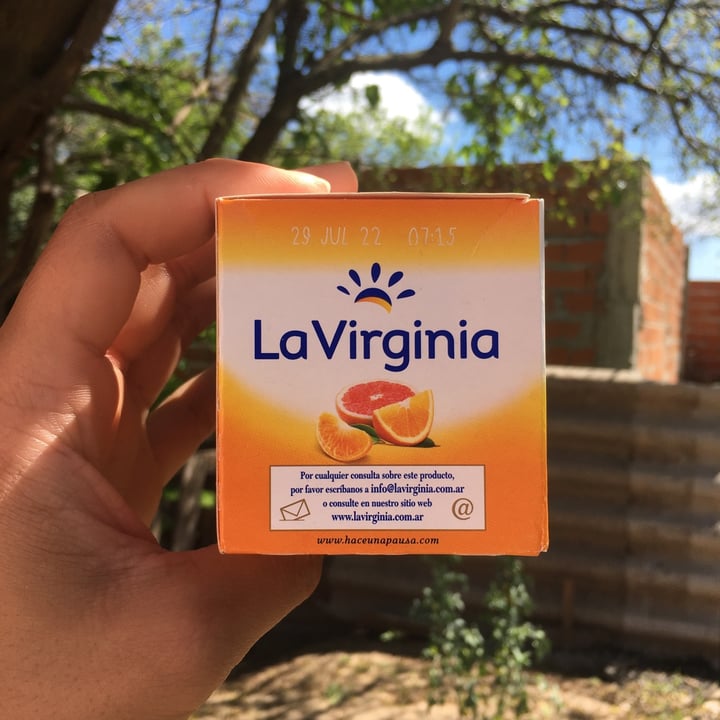 29 JUL 22 07:15
LaVirginia
Por cualquier consulta sobre este producto,
por favor escríbanos a info@lavirginia.com.ar
o consulte en nuestro sitio web
www.lavirginia.com.ar
@
www.haceunapausa.com